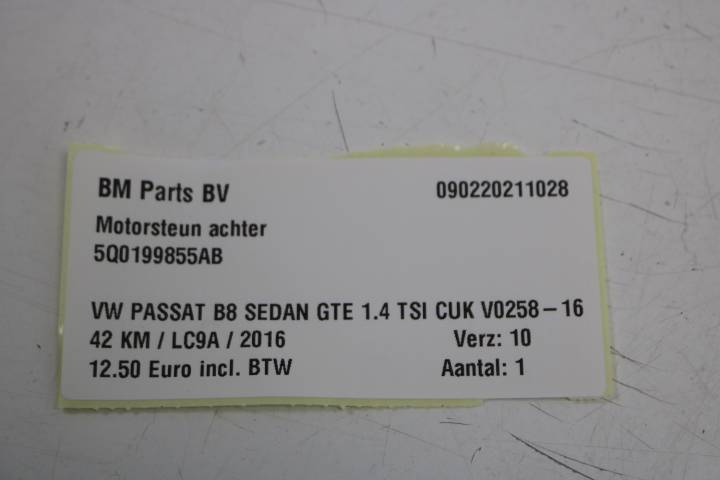 BM Parts BV 090220211028
Motorsteun achter
5Q0199855AB
VW PASSAT B8 SEDAN GTE 1.4 TSI CUK V0258-16
42 KM / LC9A / 2016 Verz: 10
12.50 Euro incl. BTW Aantal: 1